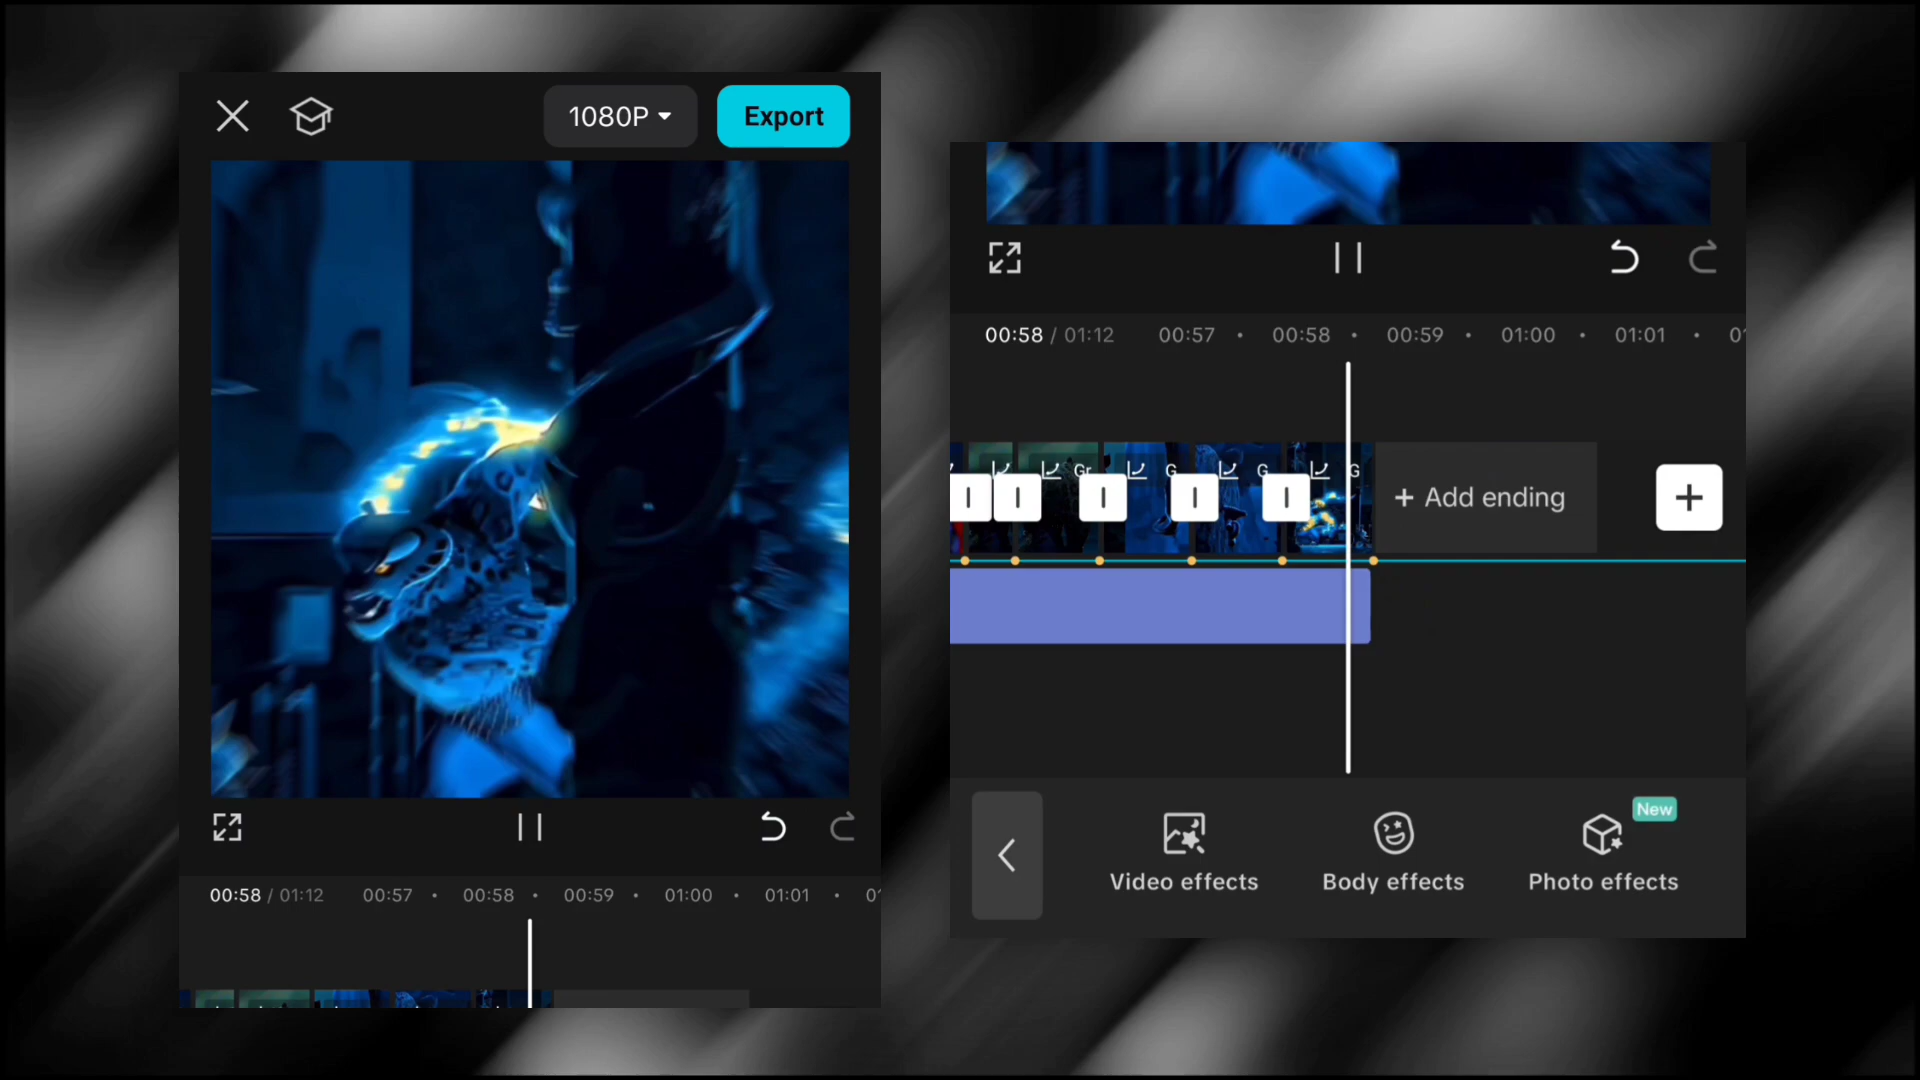 1080P
Export
00:58 / 01:12 00:57 00:58 00:59 01:00 01:01
00:58 / 01:12 00:57 00:58 00:59 01:00 01:01
Gr G G G
+ Add ending
New
Video effects Body effects Photo effects